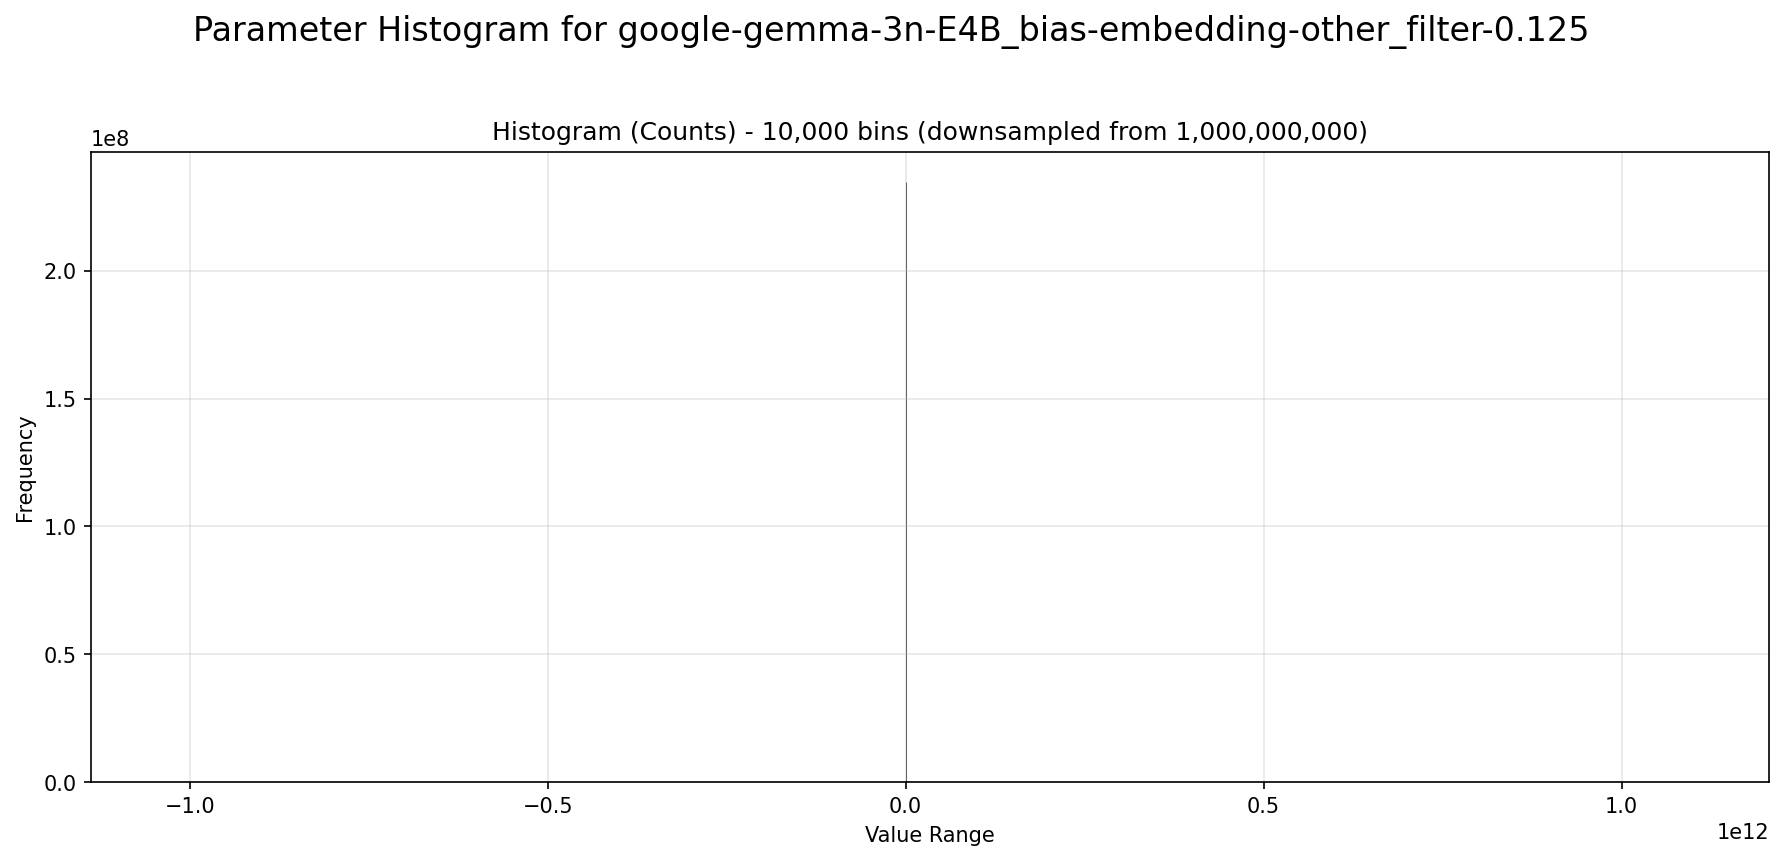 Parameter Histogram for google-gemma-3n-E4B_bias-embedding-other_filter-0.125
Histogram (Counts) - 10,000 bins (downsampled from 1,000,000,000)
1e8
2.0
1.5
1.0
0.5
0.0
Frequency
−1.0 −0.5 0.0 0.5 1.0
Value Range
1e12